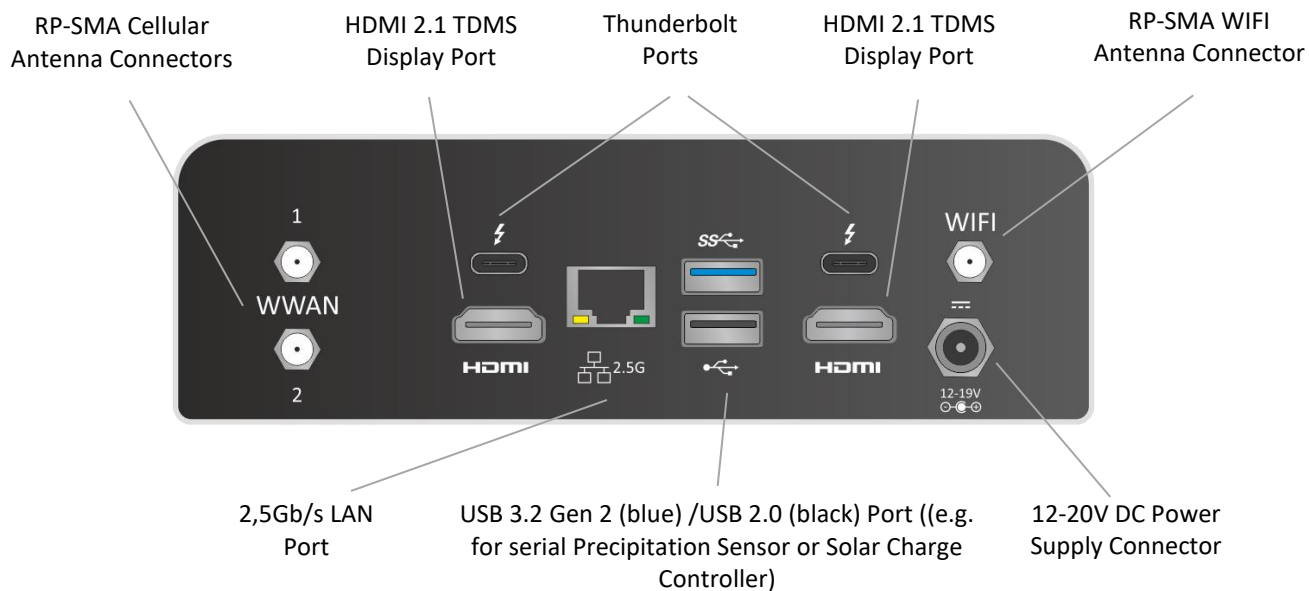 RP-SMA Cellular
Antenna Connectors
HDMI 2.1 TDMS
Display Port
Thunderbolt
Ports
HDMI 2.1 TDMS
Display Port
RP-SMA WIFI
Antenna Connector
1
WWAN
2
HDMI
2.5G
SS
HDMI
WIFI
12-19V
2,5Gb/s LAN
Port
USB 3.2 Gen 2 (blue) /USB 2.0 (black) Port ((e.g.
for serial Precipitation Sensor or Solar Charge
Controller)
12-20V DC Power
Supply Connector